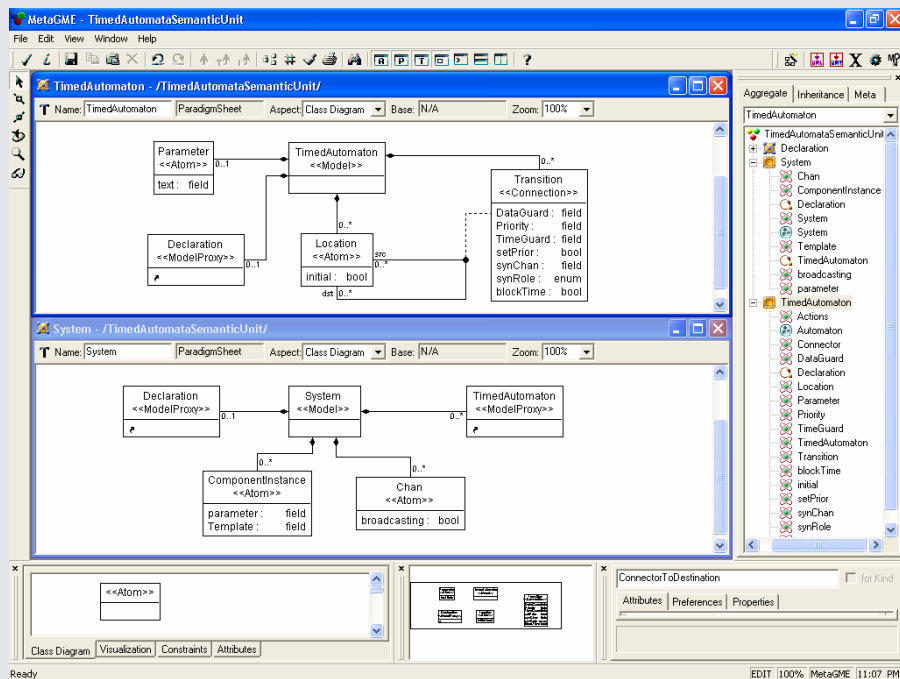 MetaGME - TimedAutomataSemanticUnit
File Edit View Window Help
TimedAutomaton - /TimedAutomataSemanticUnit/
Name: TimedAutomaton ParadigmSheet Aspect: Class Diagram Base: N/A Zoom: 100%
Parameter
<<Atom>>
text : field
0..1
TimedAutomaton
<<Model>>
0..*
Transition
<<Connection>>
DataGuard : field
Priority : field
TimeGuard : field
setPrior : bool
synChan : field
synRole : enum
blockTime : bool
Declaration
<<ModelProxy>>
0..1
0..*
Location
<<Atom>>
initial : bool
src
0..*
dst 0..*
System - /TimedAutomataSemanticUnit/
Name: System ParadigmSheet Aspect: Class Diagram Base: N/A Zoom: 100%
Declaration
<<ModelProxy>>
0..1
System
<<Model>>
TimedAutomaton
<<ModelProxy>>
0..*
0..*
ComponentInstance
<<Atom>>
parameter : field
Template : field
0..*
Chan
<<Atom>>
broadcasting : bool
Aggregate Inheritance Meta
TimedAutomaton
TimedAutomataSemanticUnit
Declaration
System
Chan
ComponentInstance
Declaration
System
System
Template
TimedAutomaton
broadcasting
parameter
TimedAutomaton
Actions
Automaton
Connector
DataGuard
Declaration
Location
Parameter
Priority
TimeGuard
TimedAutomaton
Transition
blockTime
initial
setPrior
synChan
synRole
<<Atom>>
Class Diagram Visualization Constraints Attributes
ConnectorToDestination for Kind
Attributes Preferences Properties
Ready EDIT 100% MetaGME 11:07 PM